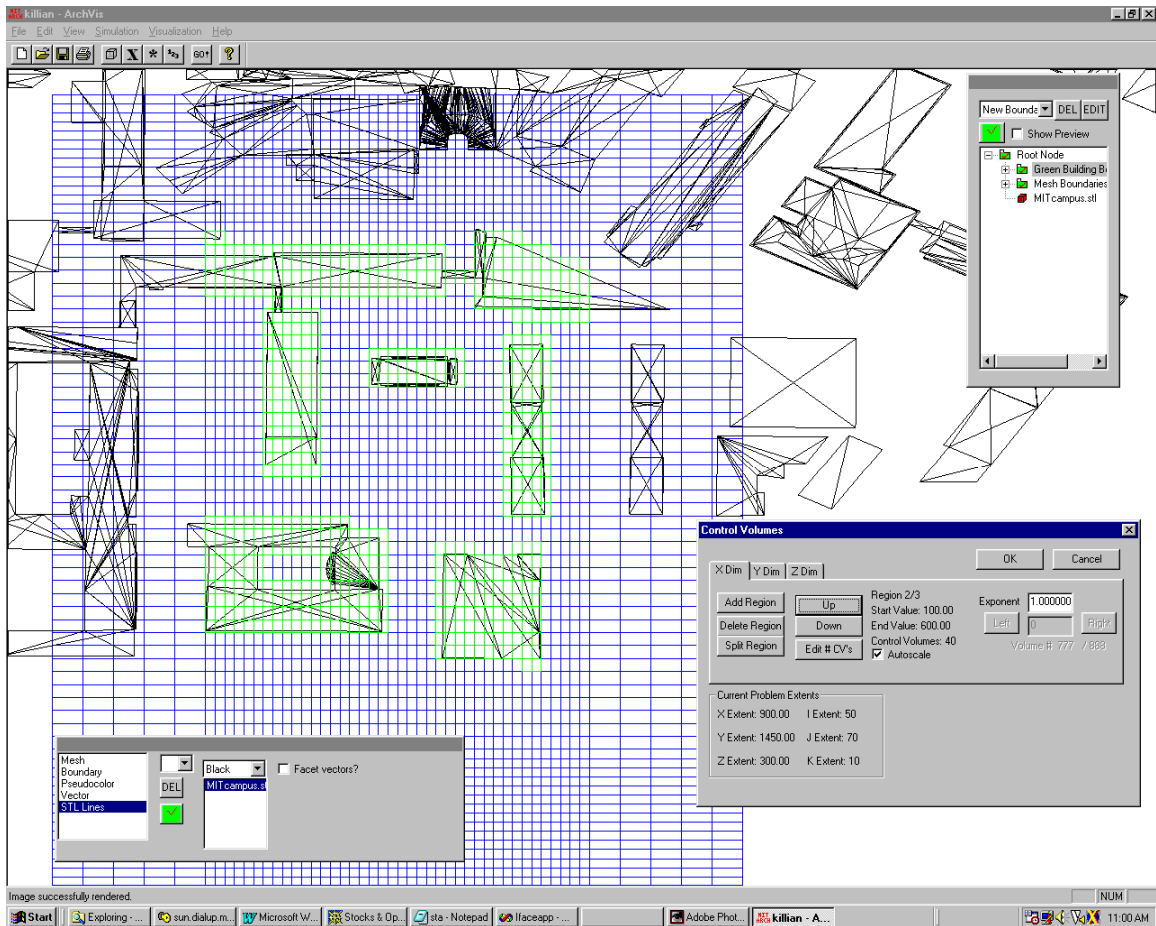 killian - ArchVis
File Edit View Simulation Visualization Help
GO!
New Bounda DEL EDIT
Show Preview
Root Node
Green Building B
Mesh Boundaries
MITcampus.stl
Control Volumes
OK Cancel
X Dim Y Dim Z Dim
Add Region
Delete Region
Split Region
Up
Down
Edit # CV's
Region 2/3
Start Value: 100.00
End Value: 600.00
Control Volumes: 40
Autoscale
Exponent 1.000000
Left 0 Right
Volume # 777 / 888
Current Problem Extents
X Extent: 900.00 I Extent: 50
Y Extent: 1450.00 J Extent: 70
Z Extent: 300.00 K Extent: 10
Mesh
Boundary
Pseudocolor
Vector
STL Lines
DEL
Black
MITcampus.st
Facet vectors?
Image successfully rendered.
NUM
Start Exploring - ... sun.dialup.m... Microsoft W... Stocks & Op... sta - Notepad Ifaceapp - ... Adobe Phot... killian - A... 11:00 AM